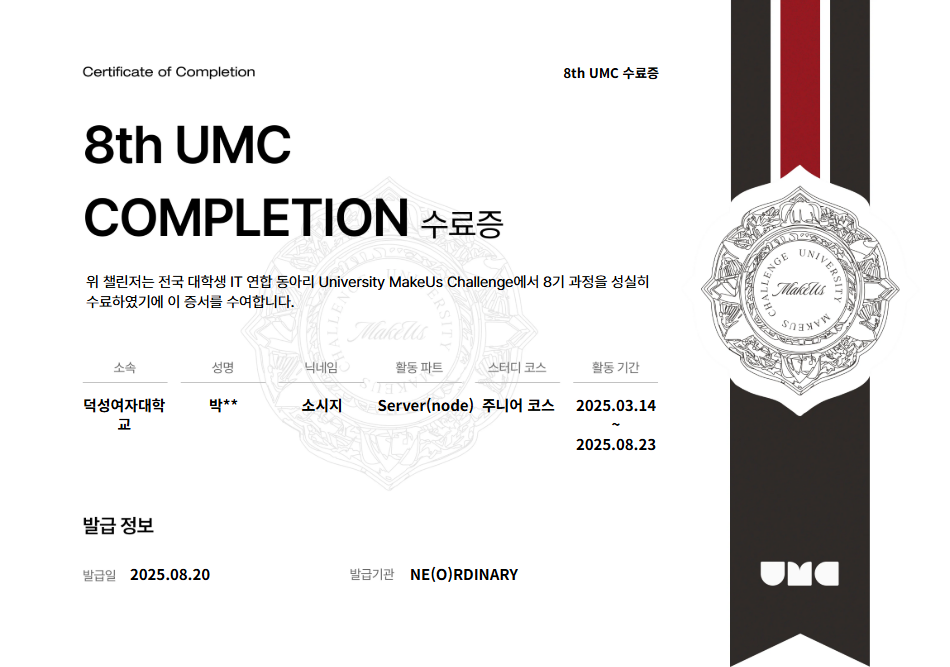 Certificate of Completion
8th UMC 수료증
8th UMC
COMPLETION 수료증
위 챌린저는 전국 대학생 IT 연합 동아리 University MakeUs Challenge에서 8기 과정을 성실히
수료하였기에 이 증서를 수여합니다.
소속 성명 닉네임 활동 파트 스터디 코스 활동 기간
덕성여자대학 박** 소시지 Server(node) 주니어 코스 2025.03.14
교 ~
2025.08.23
발급 정보
발급일 2025.08.20 발급기관 NE(O)RDINARY
UNIVERSITY MAKEUS CHALLENGE
MakeUs
UNIVERSITY MAKEUS CHALLENGE
MakeUs
UMC